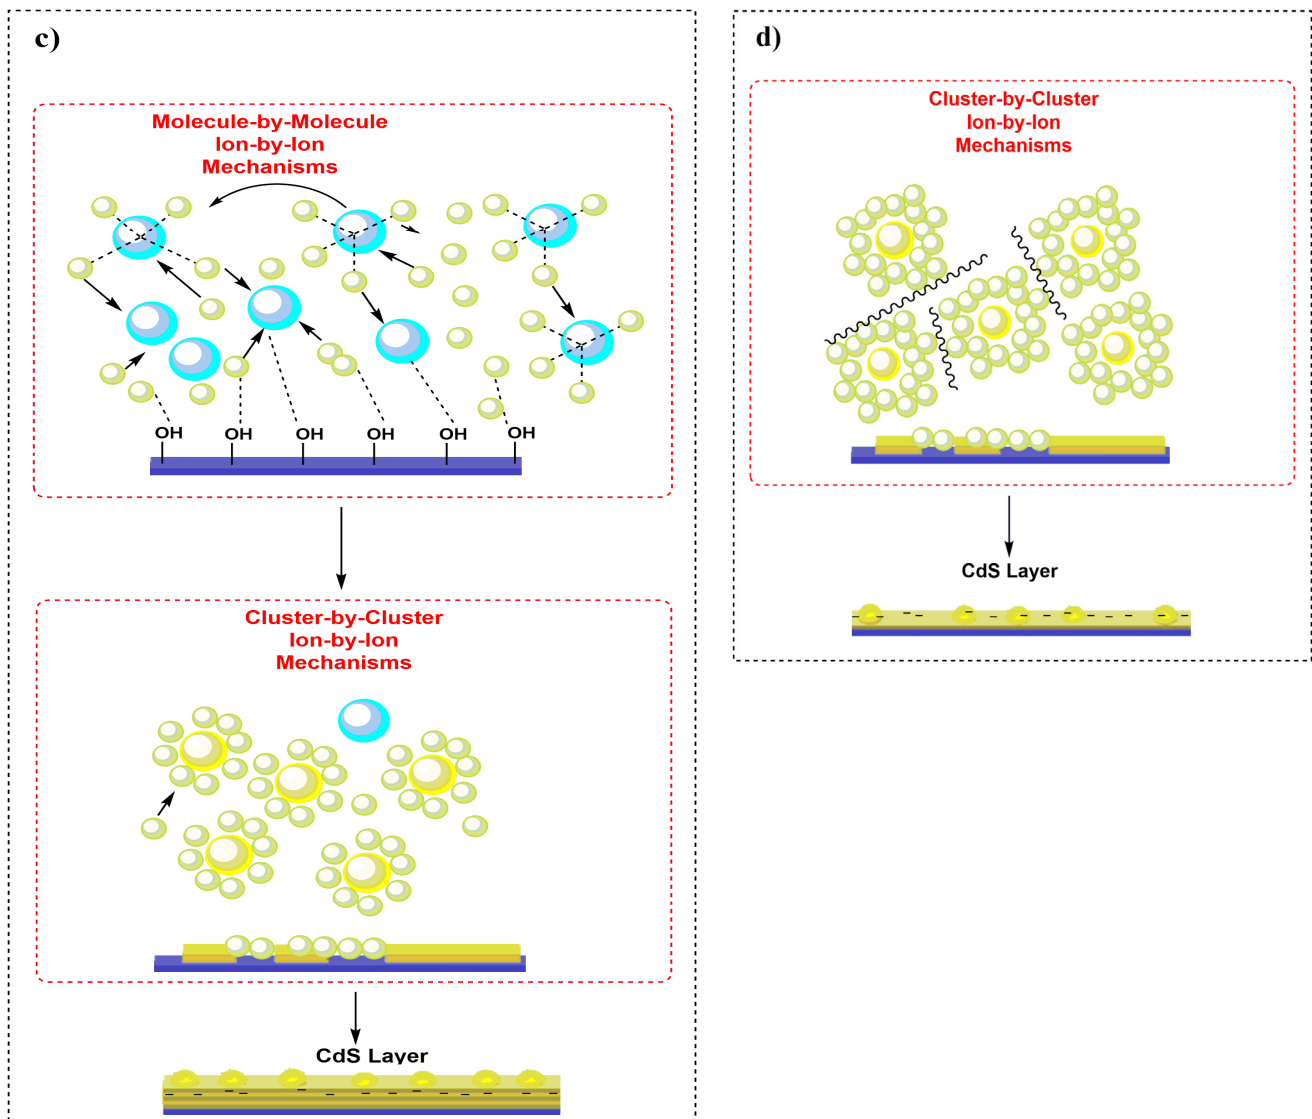 c)
Molecule-by-Molecule
Ion-by-Ion
Mechanisms
OH
OH
OH
OH
OH
OH
Cluster-by-Cluster
Ion-by-Ion
Mechanisms
CdS Layer
d)
Cluster-by-Cluster
Ion-by-Ion
Mechanisms
CdS Layer